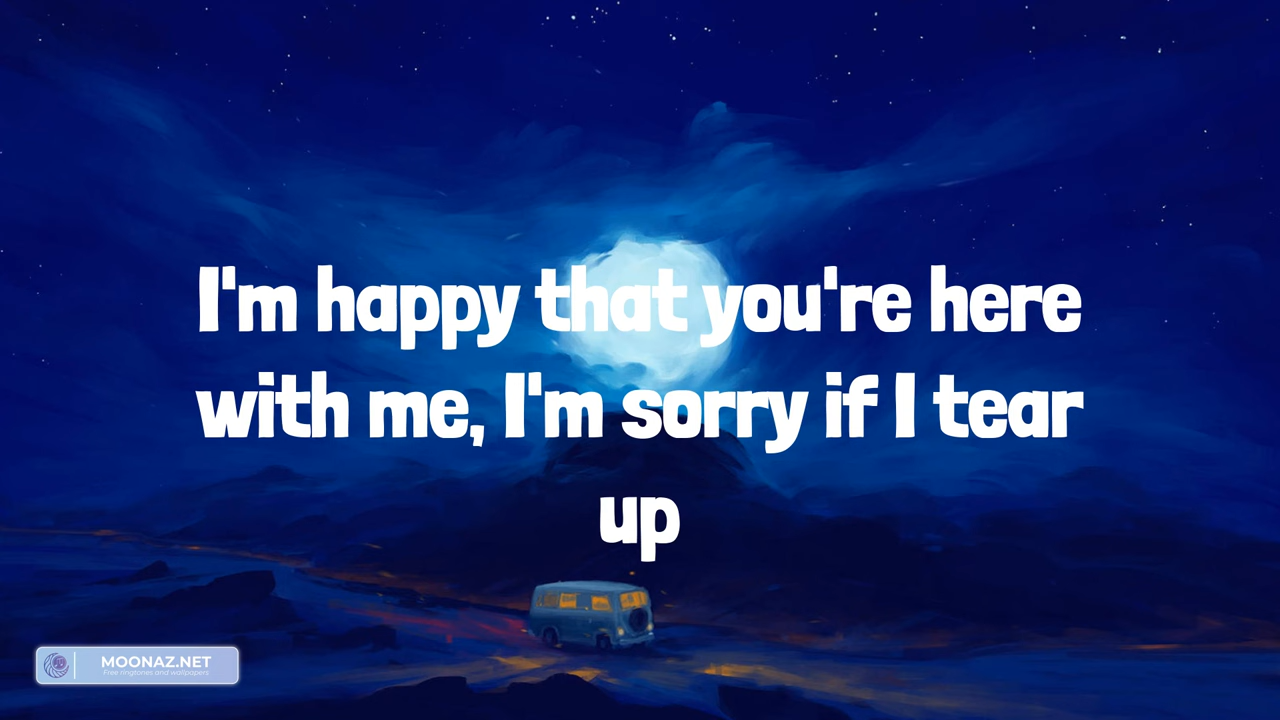 I'm happy that you're here
with me, I'm sorry if I tear
up
MOONAZ.NET
Free ringtones and wallpapers